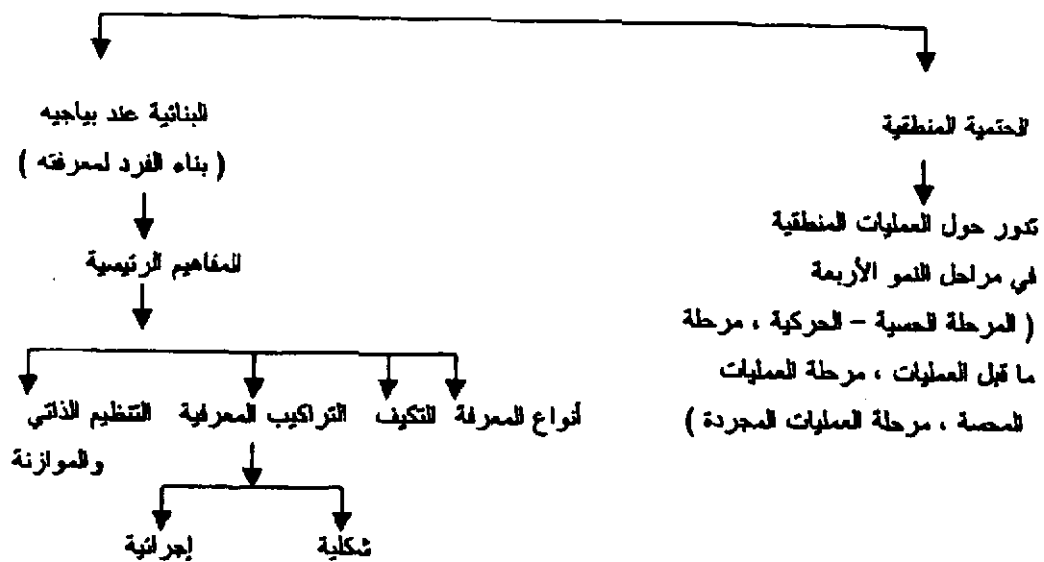 الحتمية المنطقية
تدور حول العمليات المنطقية
في مراحل النمو الأربعة
( المرحلة الحسية – الحركية ، مرحلة
ما قبل العمليات ، مرحلة العمليات
المحسة ، مرحلة العمليات المجردة )
البنائية عند بياجيه
( بناء الفرد لمعرفته )
المفاهيم الرئيسية
أنواع المعرفة
التكيف
التراكيب المعرفية
التنظيم الذاتي
والموازنة
شكلية
إجرائية